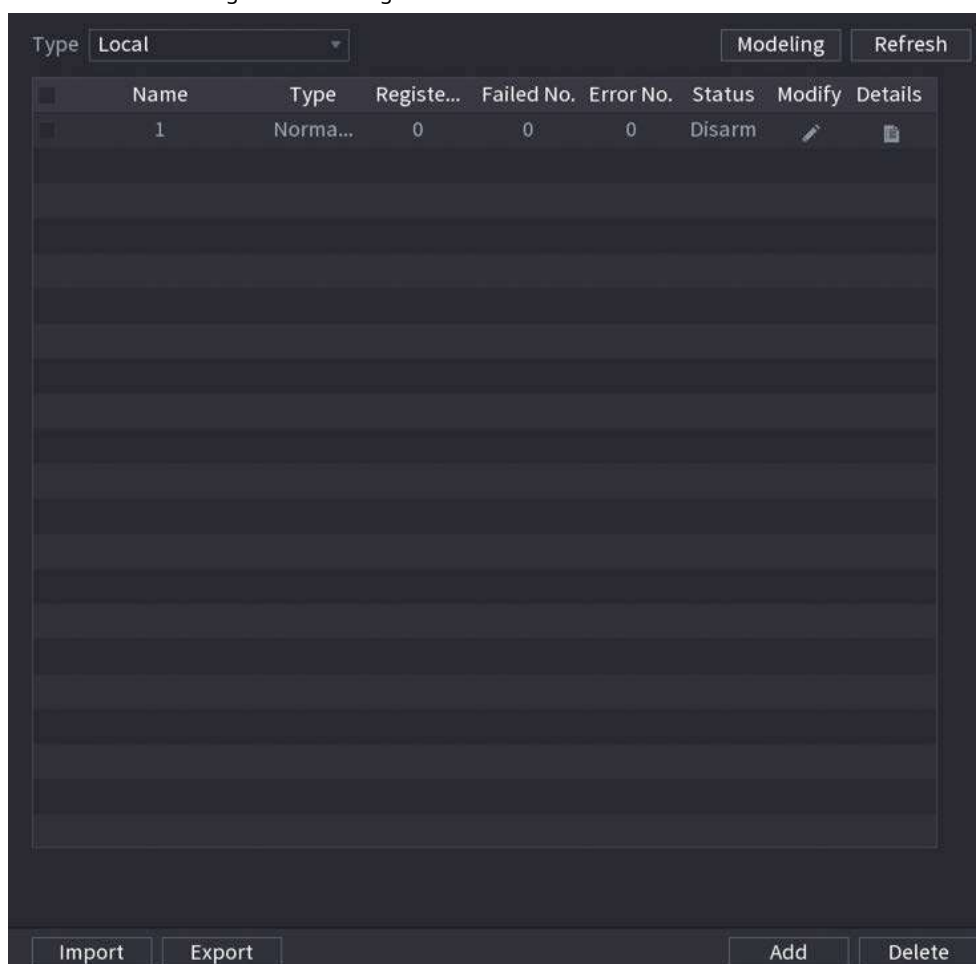 Type Local Modeling Refresh
Name Type Registe... Failed No. Error No. Status Modify Details
1 Norma... 0 0 0 Disarm
Import Export Add Delete